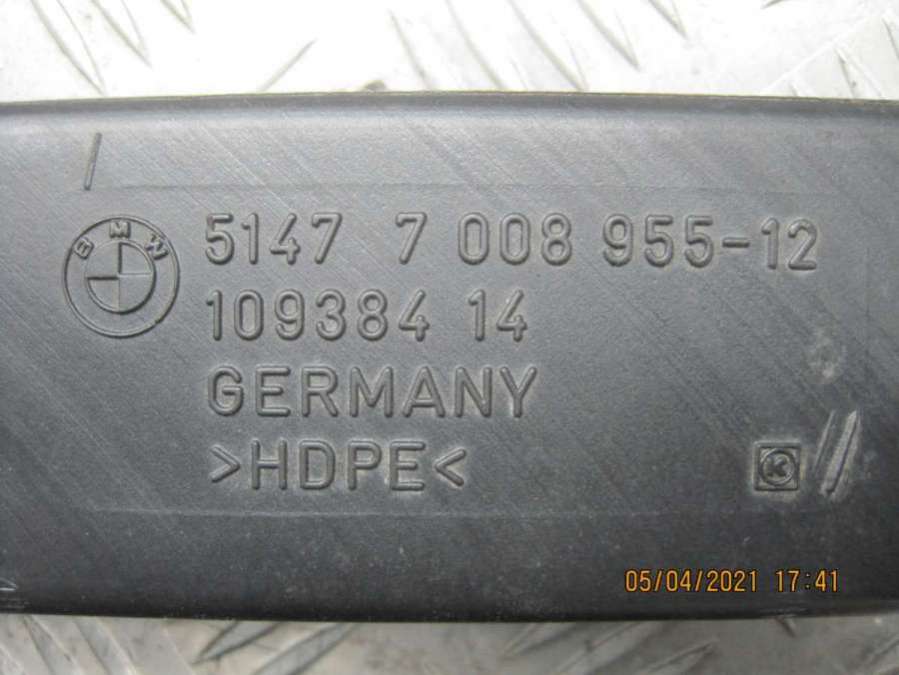 BMW
5147 7 008 955-12
109384 14
GERMANY
>HDPE<
K
05/04/2021 17:41